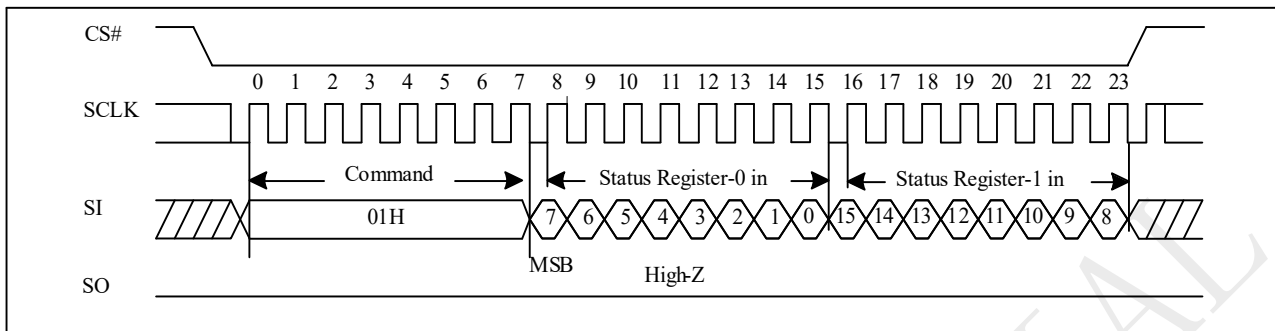 CS#
0 1 2 3 4 5 6 7 8 9 10 11 12 13 14 15 16 17 18 19 20 21 22 23
SCLK
Command Status Register-0 in Status Register-1 in
SI 01H 7 6 5 4 3 2 1 0 15 14 13 12 11 10 9 8
MSB High-Z
SO